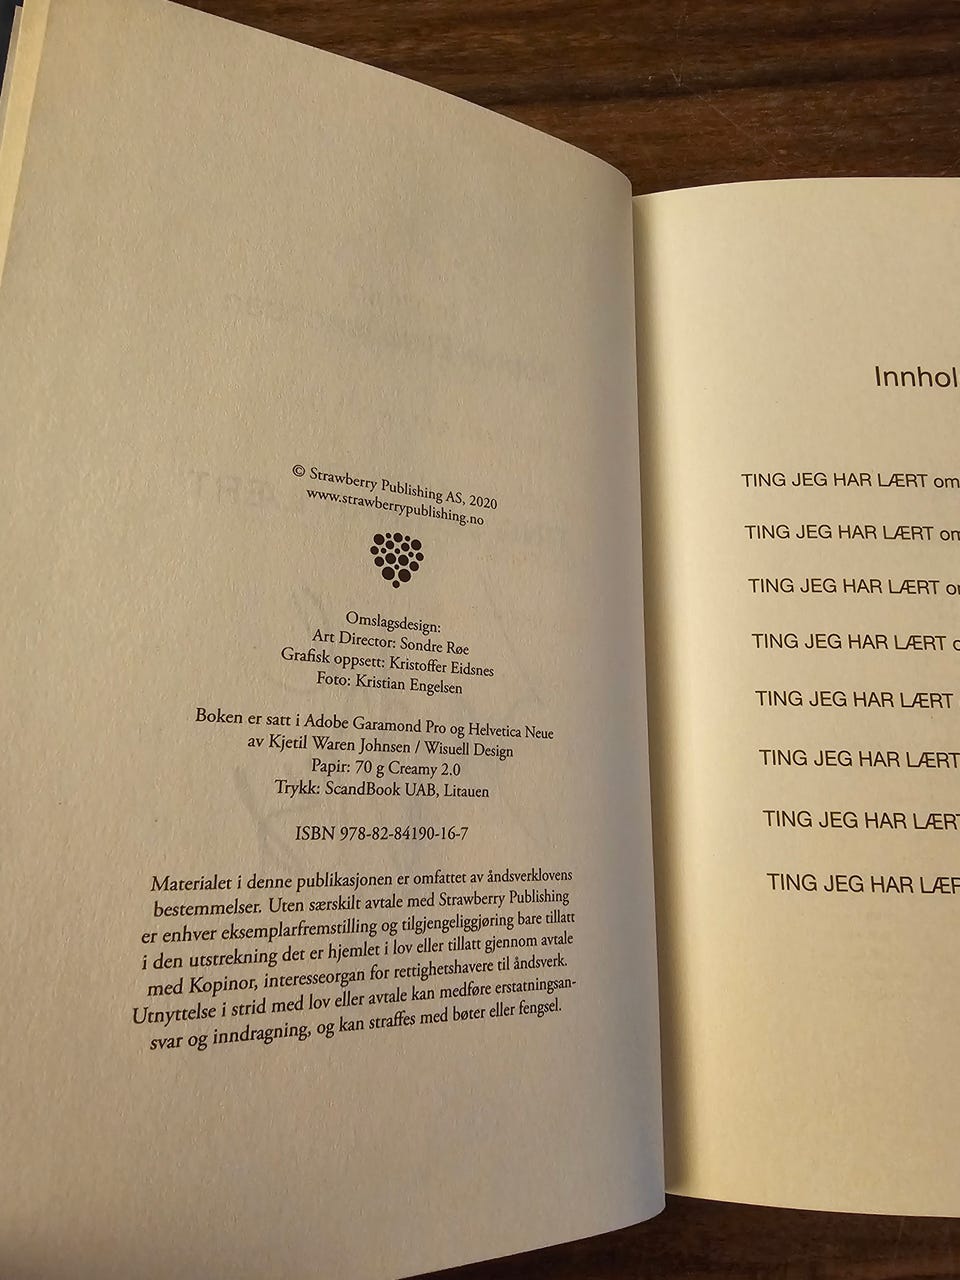 © Strawberry Publishing AS, 2020
www.strawberrypublishing.no
Omslagsdesign:
Art Director: Sondre Røe
Grafisk oppsett: Kristoffer Eidsnes
Foto: Kristian Engelsen
Boken er satt i Adobe Garamond Pro og Helvetica Neue
av Kjetil Waren Johnsen / Wisuell Design
Papir: 70 g Creamy 2.0
Trykk: ScandBook UAB, Litauen
ISBN 978-82-84190-16-7
Materialet i denne publikasjonen er omfattet av åndsverklovens
bestemmelser. Uten særskilt avtale med Strawberry Publishing
er enhver eksemplarfremstilling og tilgjengeliggjøring bare tillatt
i den utstrekning det er hjemlet i lov eller tillatt gjennom avtale
med Kopinor, interesseorgan for rettighetshavere til åndsverk.
Utnyttelse i strid med lov eller avtale kan medføre erstatningsan-
svar og inndragning, og kan straffes med bøter eller fengsel.
Innhol
TING JEG HAR LÆRT om
TING JEG HAR LÆRT om
TING JEG HAR LÆRT o
TING JEG HAR LÆRT
TING JEG HAR LÆRT
TING JEG HAR LÆRT
TING JEG HAR LÆRT
TING JEG HAR LÆR